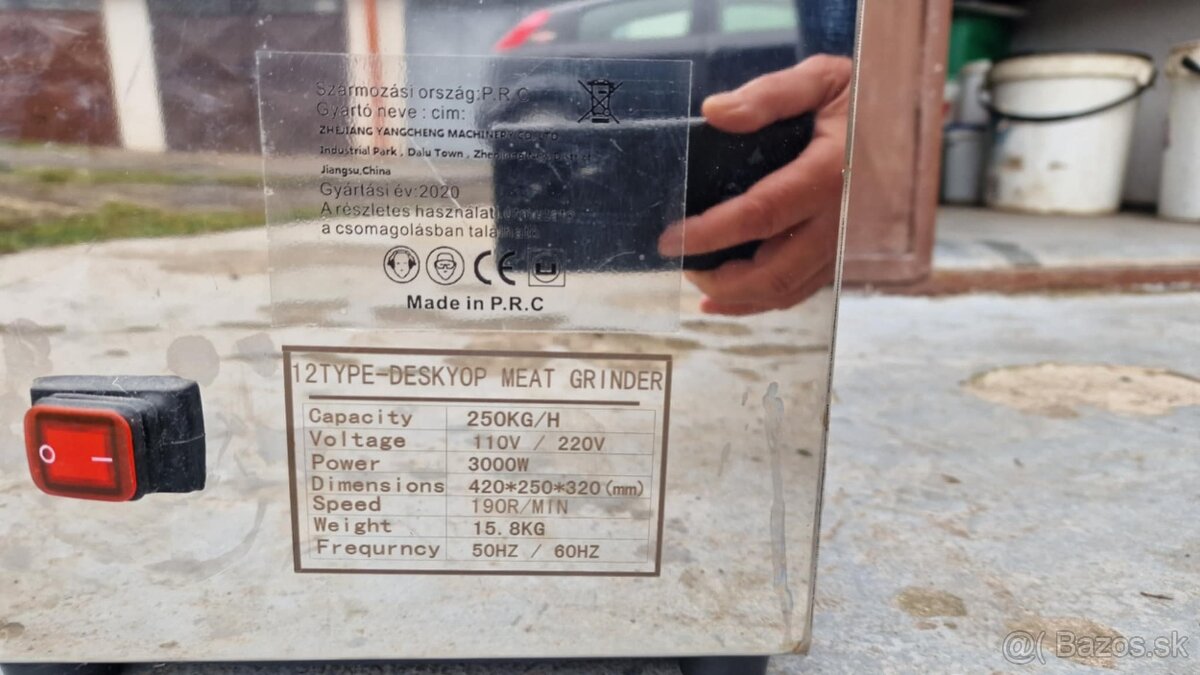 Származási ország:P.R.C
Gyártó neve : cim:
ZHEJIANG YANGCHENG MACHINERY CO.,LTD
Industrial Park , Dalu Town ,
Jiangsu,China
Gyártási év:2020
A részletes használati
a csomagolásban található
CE
Made in P.R.C
12TYPE-DESKYOP MEAT GRINDER
Capacity 250KG/H
Voltage 110V / 220V
Power 3000W
Dimensions 420*250*320(mm)
Speed 190R/MIN
Weight 15.8KG
Frequrncy 50HZ / 60HZ
@( Bazos.sk